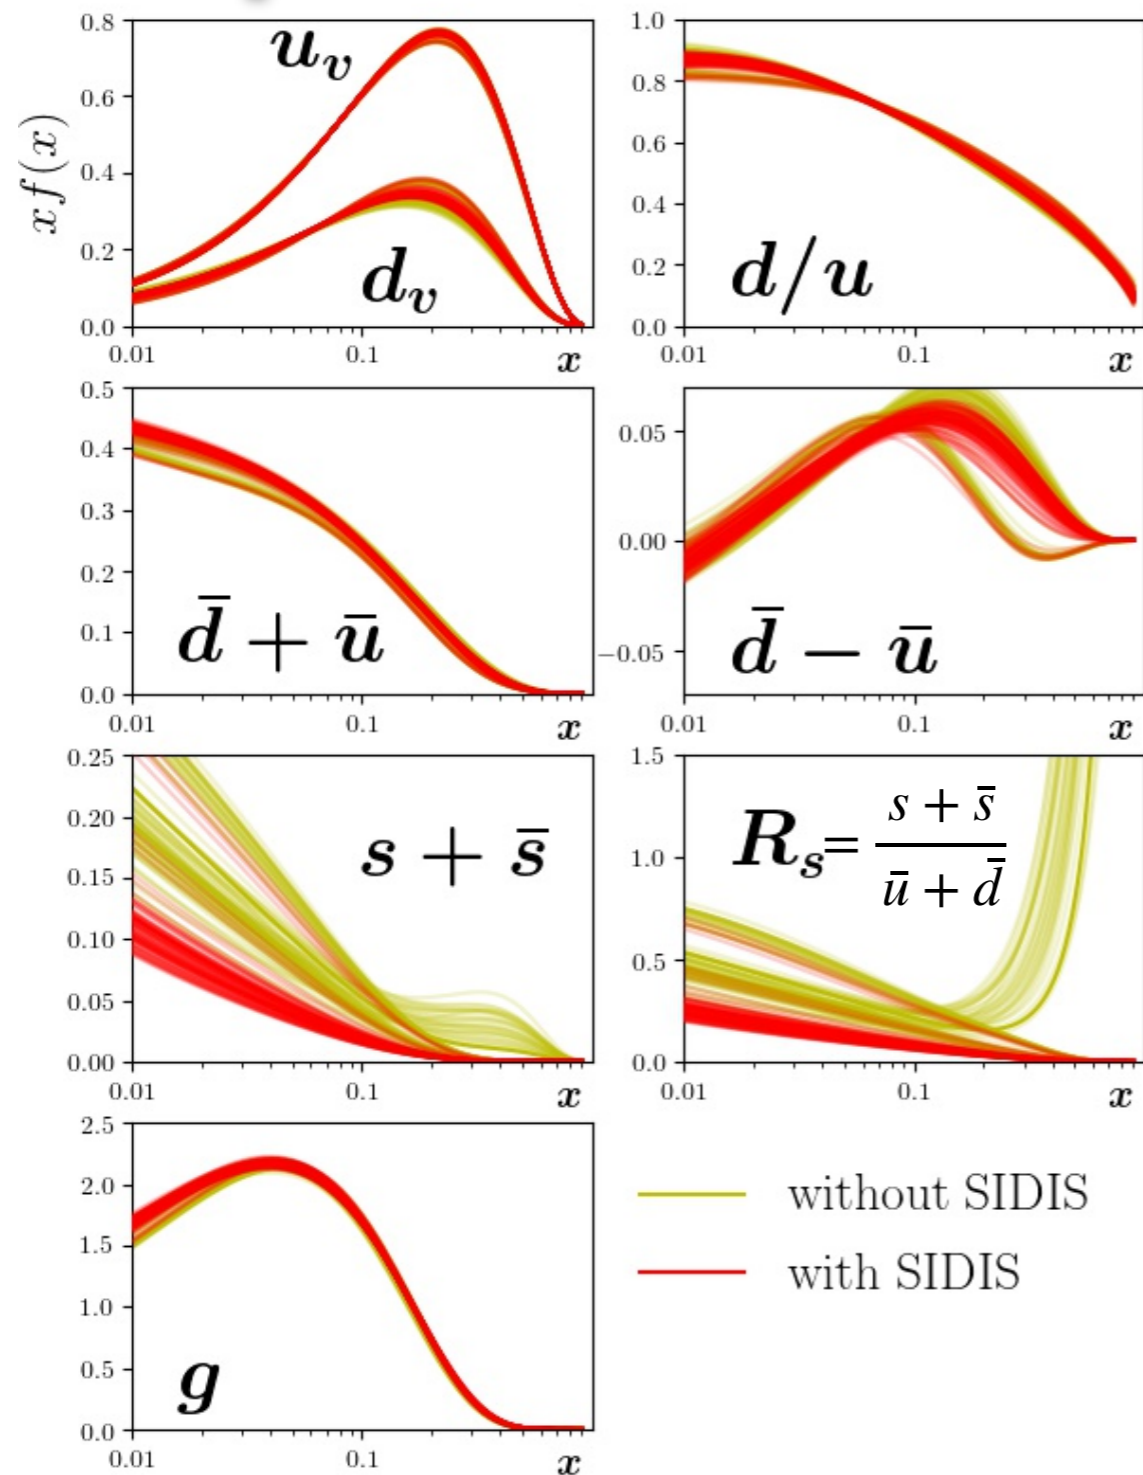 xf(x)
0.8
0.6
0.4
0.2
0.0
0.01
0.1
x
u_v
d_v
1.0
0.8
0.6
0.4
0.2
0.0
0.01
0.1
x
d/u
0.5
0.4
0.3
0.2
0.1
0.0
0.01
0.1
x
d̄ + ū
0.05
0.00
−0.05
0.01
0.1
x
d̄ − ū
0.25
0.20
0.15
0.10
0.05
0.00
0.01
0.1
x
s + s̄
1.5
1.0
0.5
0.0
0.01
0.1
x
R_s = (s + s̄)/(ū + d̄)
2.5
2.0
1.5
1.0
0.5
0.0
0.01
0.1
x
g
without SIDIS
with SIDIS